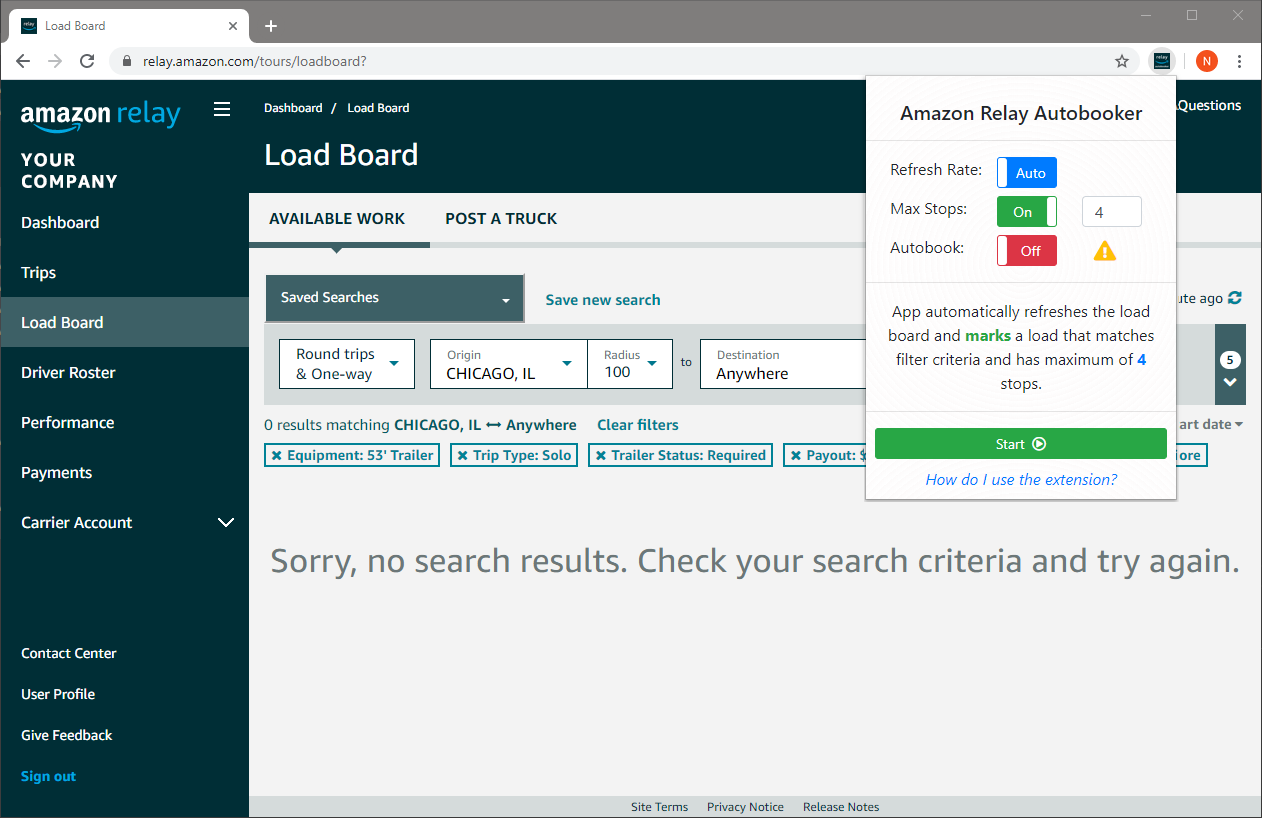 relay
Load Board
relay.amazon.com/tours/loadboard?
relay
N
amazon relay
YOUR
COMPANY
Dashboard
Trips
Load Board
Driver Roster
Performance
Payments
Carrier Account
Contact Center
User Profile
Give Feedback
Sign out
Dashboard / Load Board
Questions
Load Board
AVAILABLE WORK POST A TRUCK
Saved Searches Save new search
ute ago
Round trips
& One-way
Origin
CHICAGO, IL
Radius
100
to
Destination
Anywhere
5
0 results matching CHICAGO, IL ↔ Anywhere Clear filters
art date
× Equipment: 53' Trailer × Trip Type: Solo × Trailer Status: Required × Payout: $
ore
Sorry, no search results. Check your search criteria and try again.
Site Terms Privacy Notice Release Notes
Amazon Relay Autobooker
Refresh Rate: Auto
Max Stops: On 4
Autobook: Off
App automatically refreshes the load
board and marks a load that matches
filter criteria and has maximum of 4
stops.
Start
How do I use the extension?